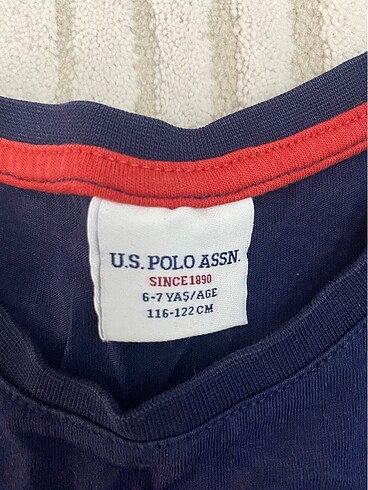 U.S. POLO ASSN.
SINCE 1890
6-7 YAŞ/AGE
116-122 CM